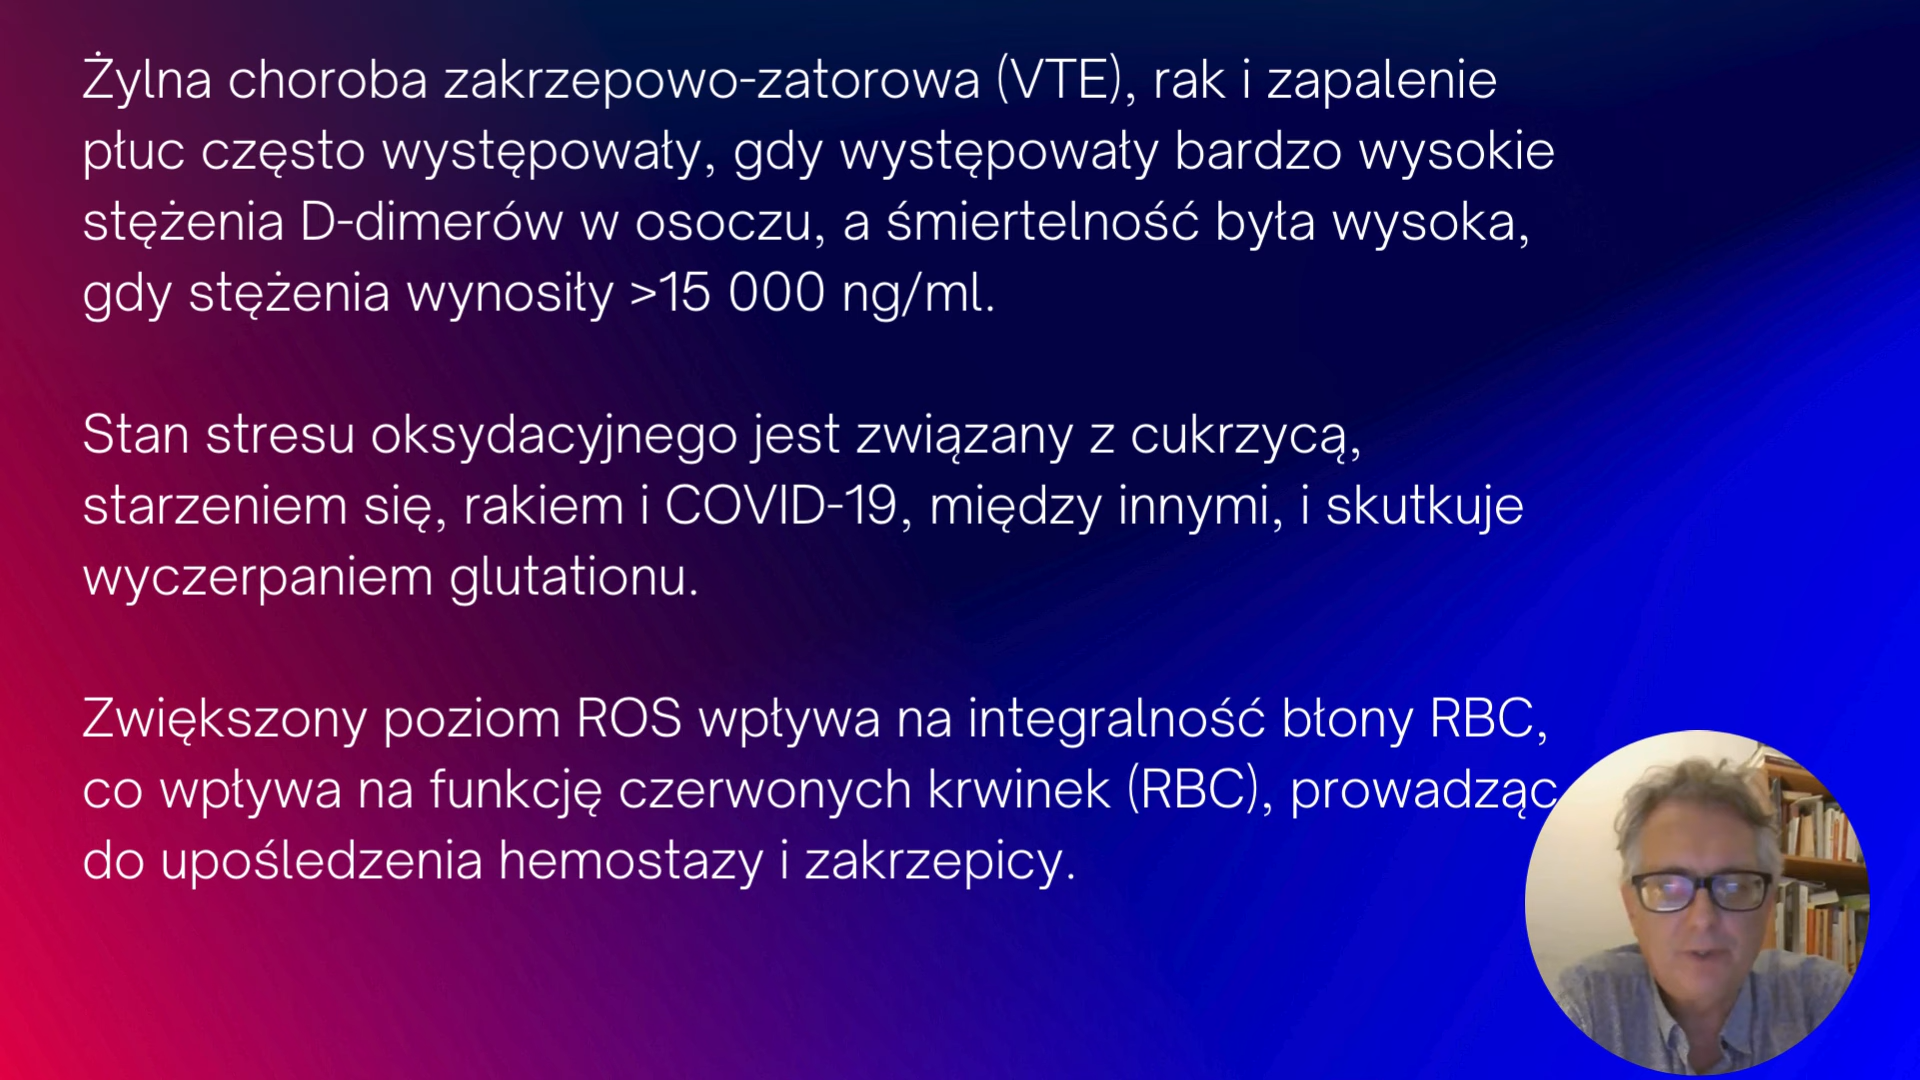 Żylna choroba zakrzepowo-zatorowa (VTE), rak i zapalenie
płuc często występowały, gdy występowały bardzo wysokie
stężenia D-dimerów w osoczu, a śmiertelność była wysoka,
gdy stężenia wynosiły >15 000 ng/ml.
Stan stresu oksydacyjnego jest związany z cukrzycą,
starzeniem się, rakiem i COVID-19, między innymi, i skutkuje
wyczerpaniem glutationu.
Zwiększony poziom ROS wpływa na integralność błony RBC,
co wpływa na funkcję czerwonych krwinek (RBC), prowadząc
do upośledzenia hemostazy i zakrzepicy.